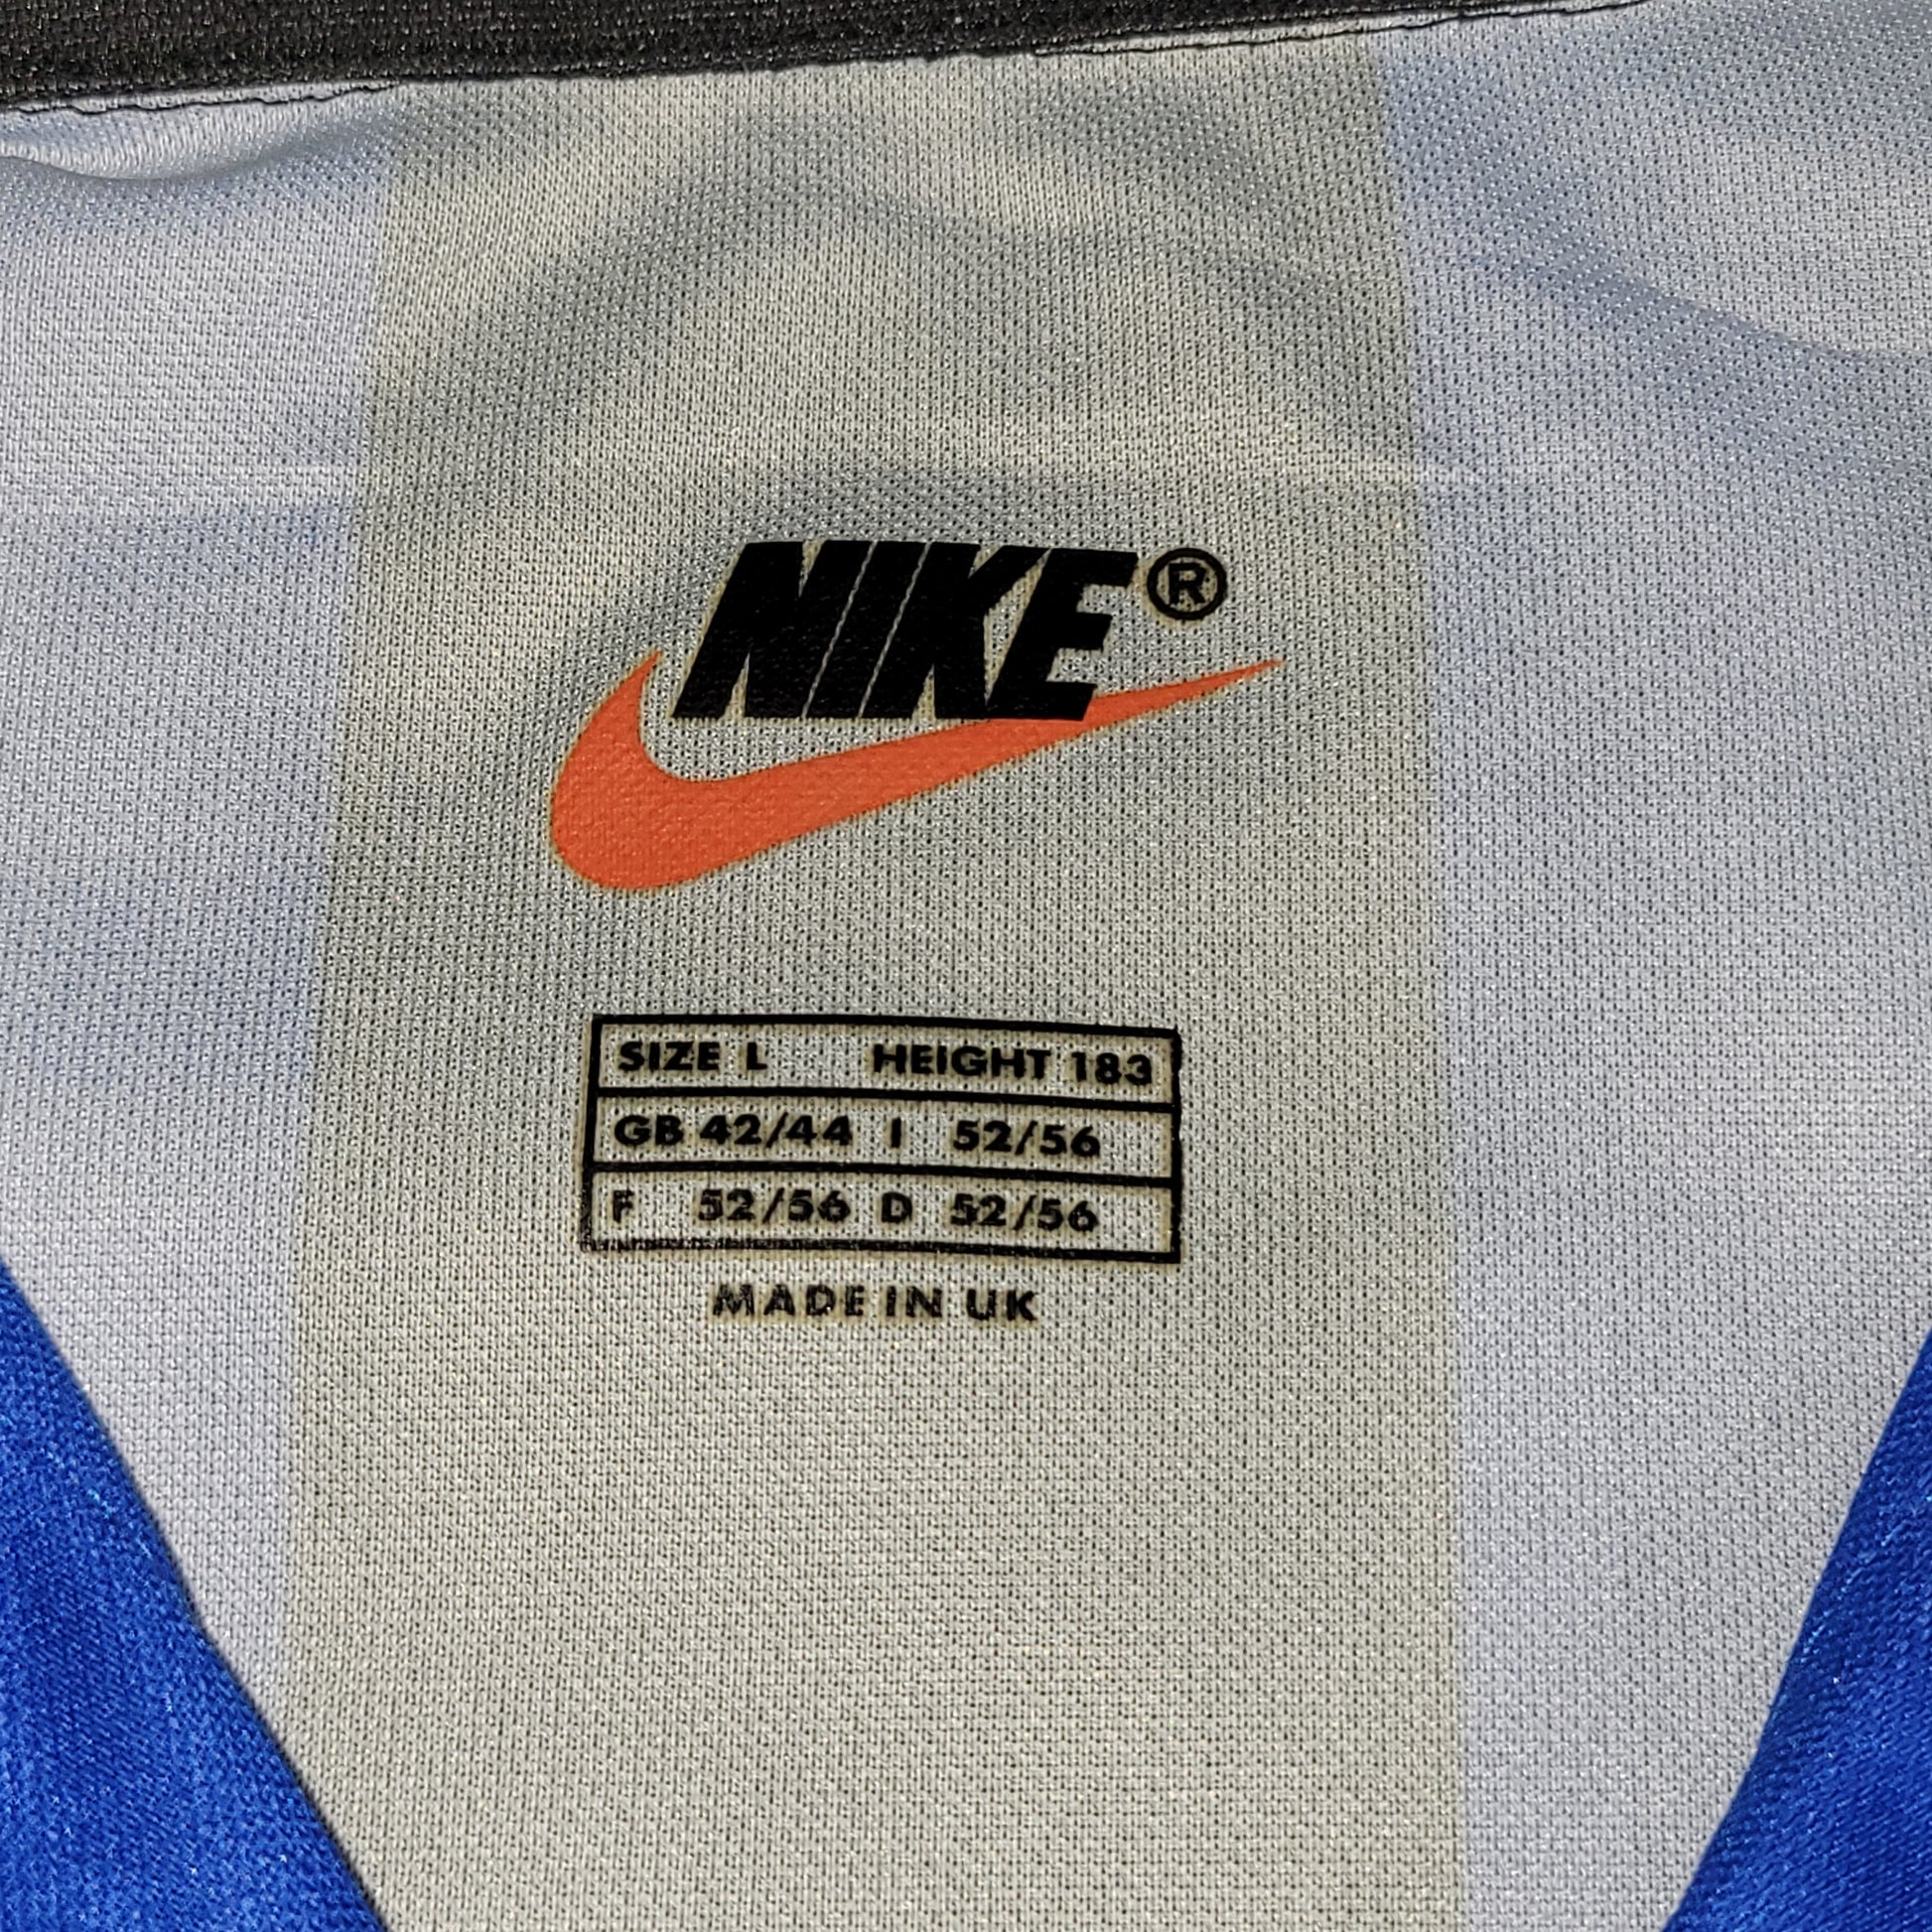 NIKE®
SIZE L HEIGHT 183
GB 42/44 I 52/56
F 52/56 D 52/56
MADE IN UK